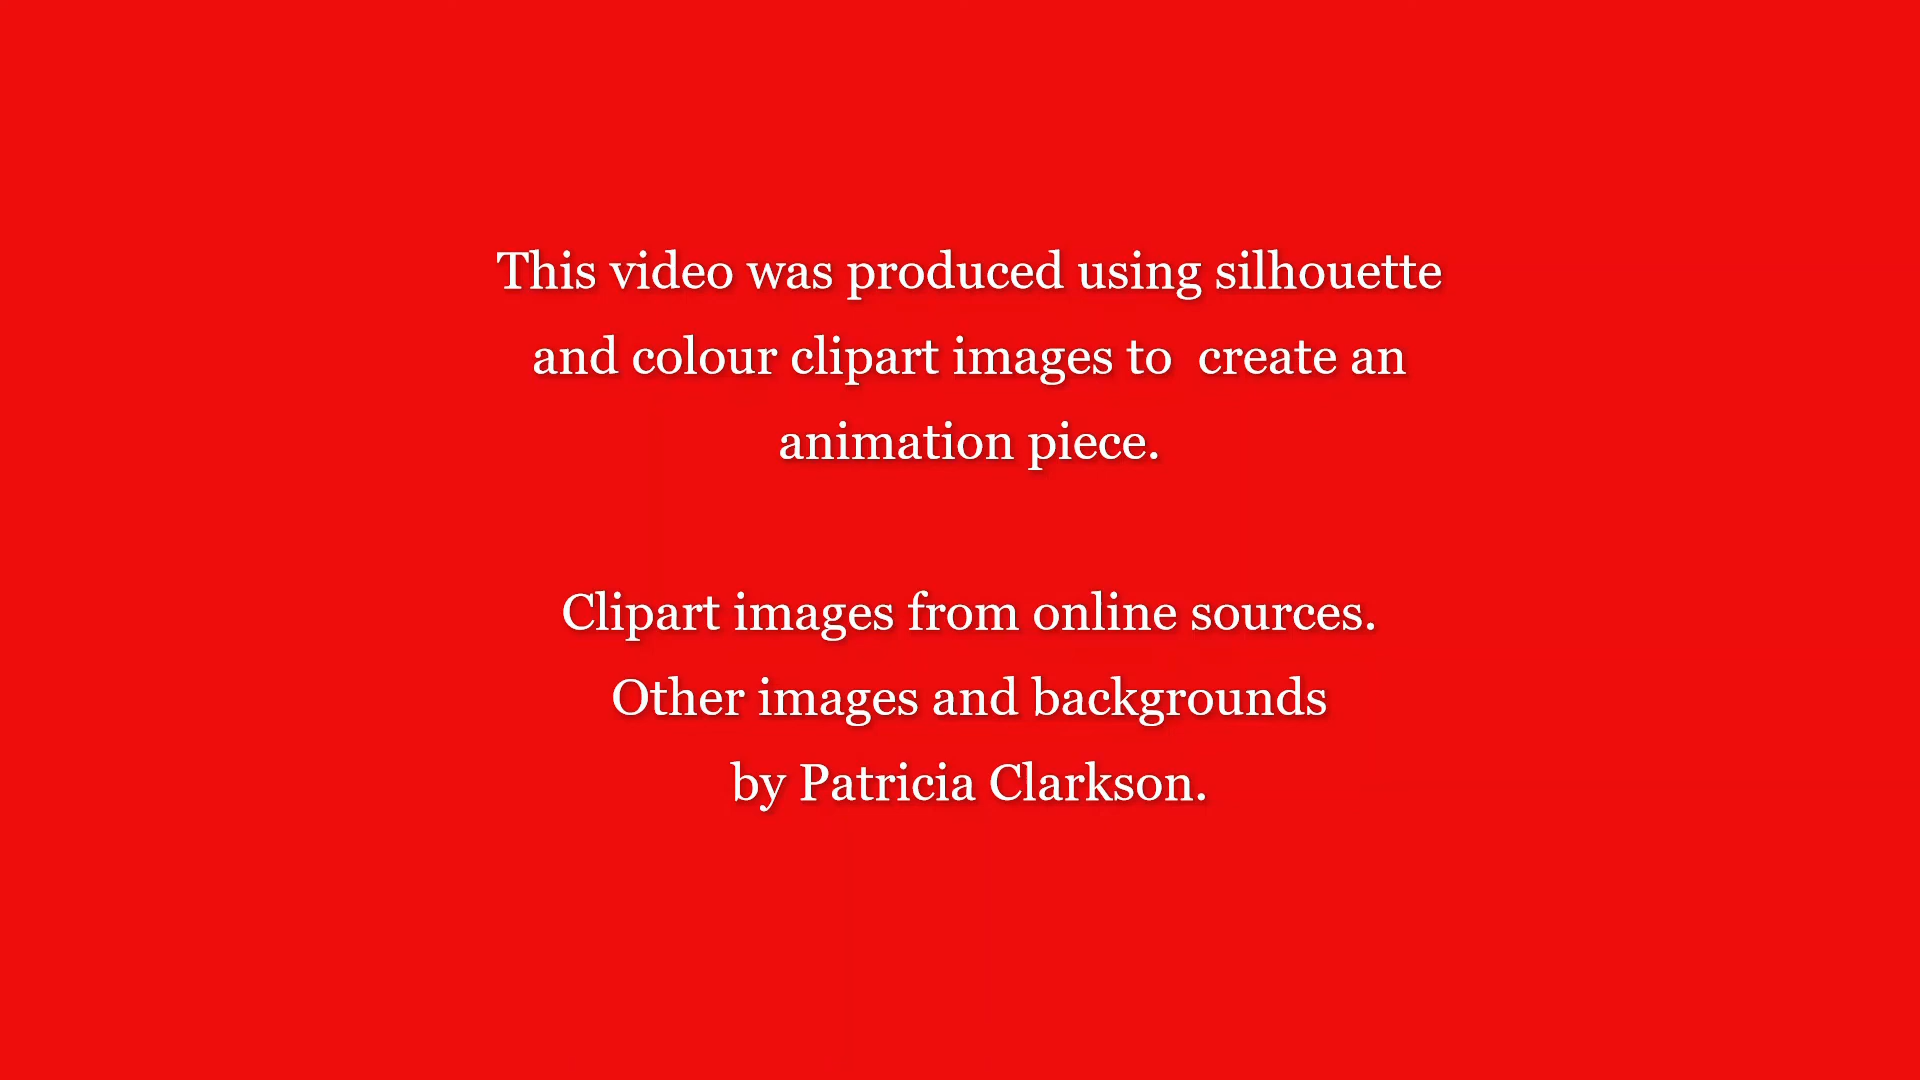 This video was produced using silhouette
and colour clipart images to  create an
animation piece.
Clipart images from online sources.
Other images and backgrounds
by Patricia Clarkson.